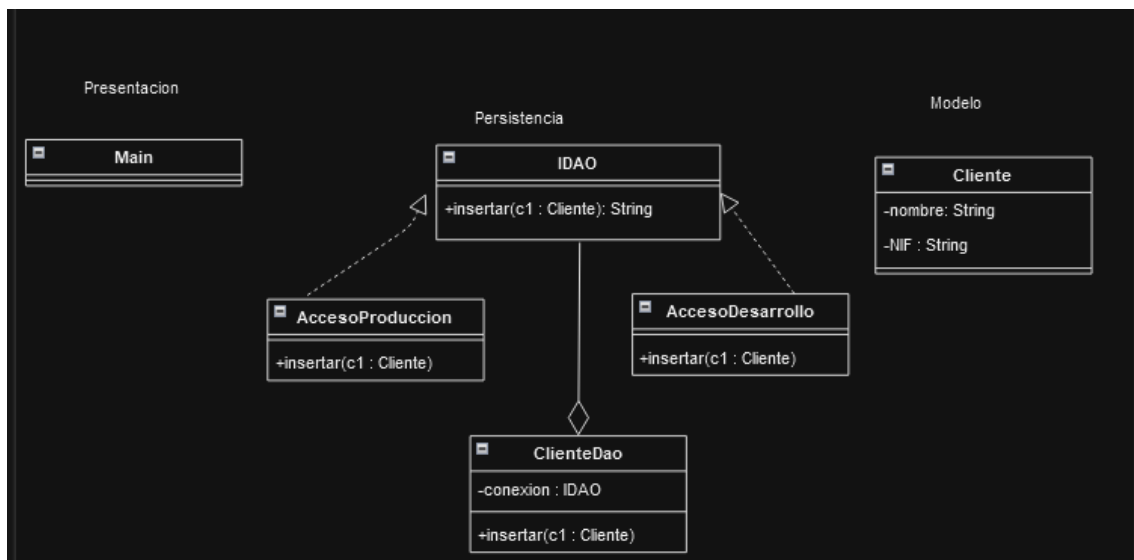 Presentacion
Main
Persistencia
IDAO
+insertar(c1 : Cliente): String
AccesoProduccion
+insertar(c1 : Cliente)
AccesoDesarrollo
+insertar(c1 : Cliente)
ClienteDao
-conexion : IDAO
+insertar(c1 : Cliente)
Modelo
Cliente
-nombre: String
-NIF : String